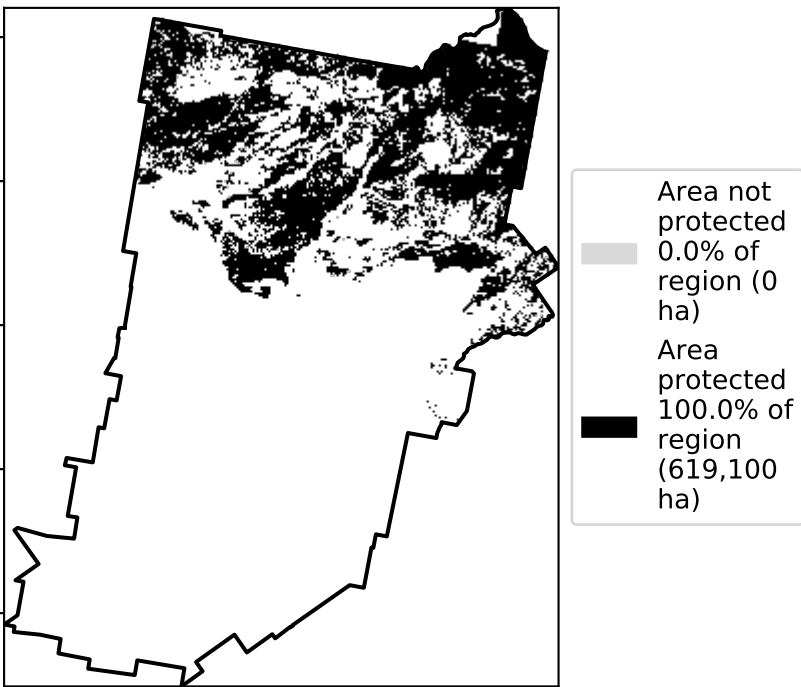 Area not
protected
0.0% of
region (0
ha)
Area
protected
100.0% of
region
(619,100
ha)